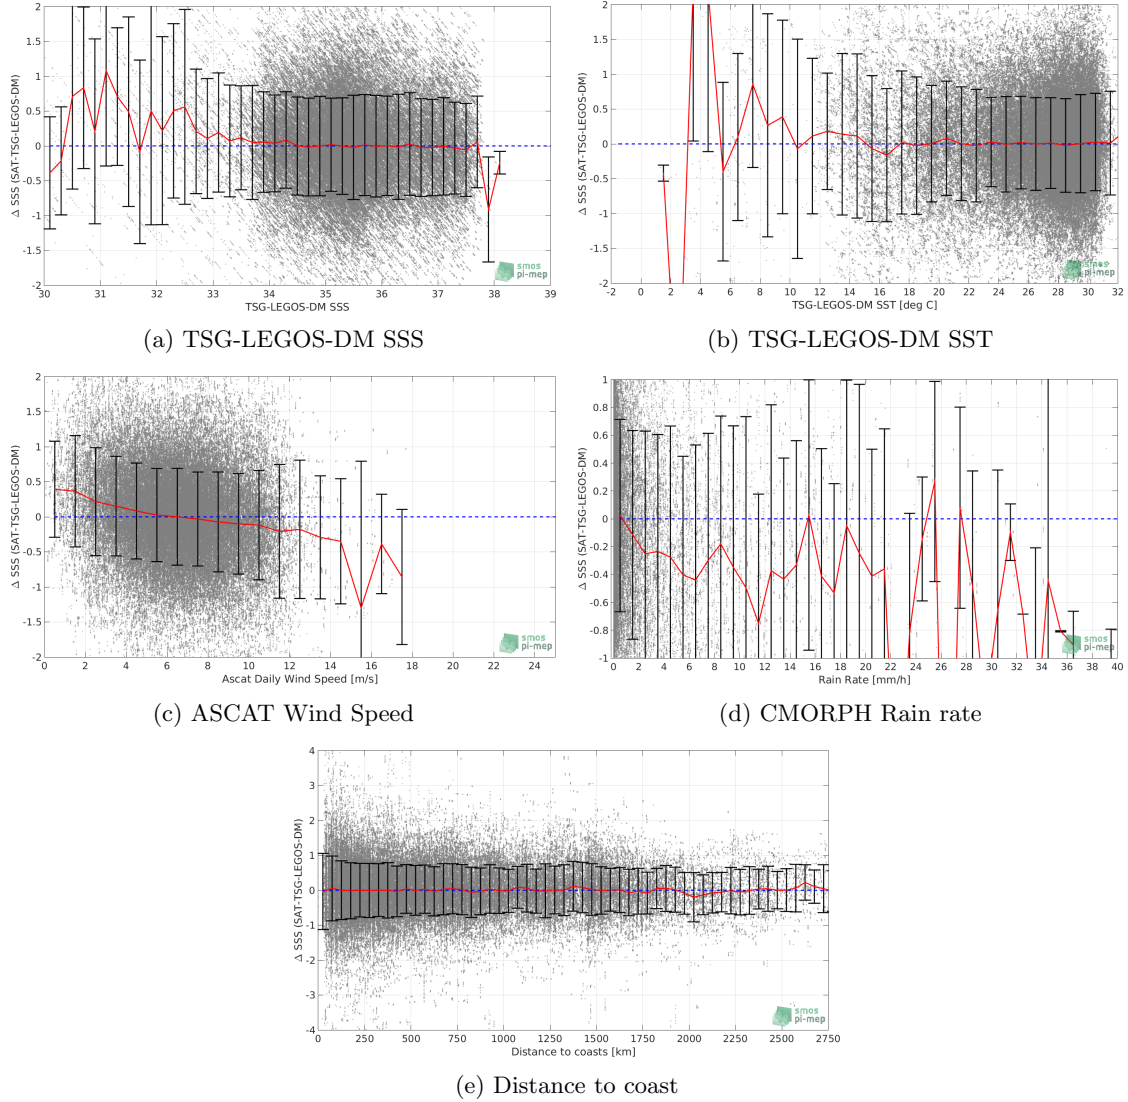 2
1.5
1
0.5
0
-0.5
-1
-1.5
-2
Δ SSS (SAT-TSG-LEGOS-DM)
30 31 32 33 34 35 36 37 38 39
TSG-LEGOS-DM SSS
smos
pi-mep
(a) TSG-LEGOS-DM SSS
2
1.5
1
0.5
0
-0.5
-1
-1.5
-2
Δ SSS (SAT-TSG-LEGOS-DM)
-2 0 2 4 6 8 10 12 14 16 18 20 22 24 26 28 30 32
TSG-LEGOS-DM SST [deg C]
smos
pi-mep
(b) TSG-LEGOS-DM SST
2
1.5
1
0.5
0
-0.5
-1
-1.5
-2
Δ SSS (SAT-TSG-LEGOS-DM)
0 2 4 6 8 10 12 14 16 18 20 22 24
Ascat Daily Wind Speed [m/s]
smos
pi-mep
(c) ASCAT Wind Speed
1
0.8
0.6
0.4
0.2
0
-0.2
-0.4
-0.6
-0.8
-1
Δ SSS (SAT-TSG-LEGOS-DM)
0 2 4 6 8 10 12 14 16 18 20 22 24 26 28 30 32 34 36 38 40
Rain Rate [mm/h]
smos
pi-mep
(d) CMORPH Rain rate
4
3
2
1
0
-1
-2
-3
-4
Δ SSS (SAT-TSG-LEGOS-DM)
0 250 500 750 1000 1250 1500 1750 2000 2250 2500 2750
Distance to coasts [km]
smos
pi-mep
(e) Distance to coast